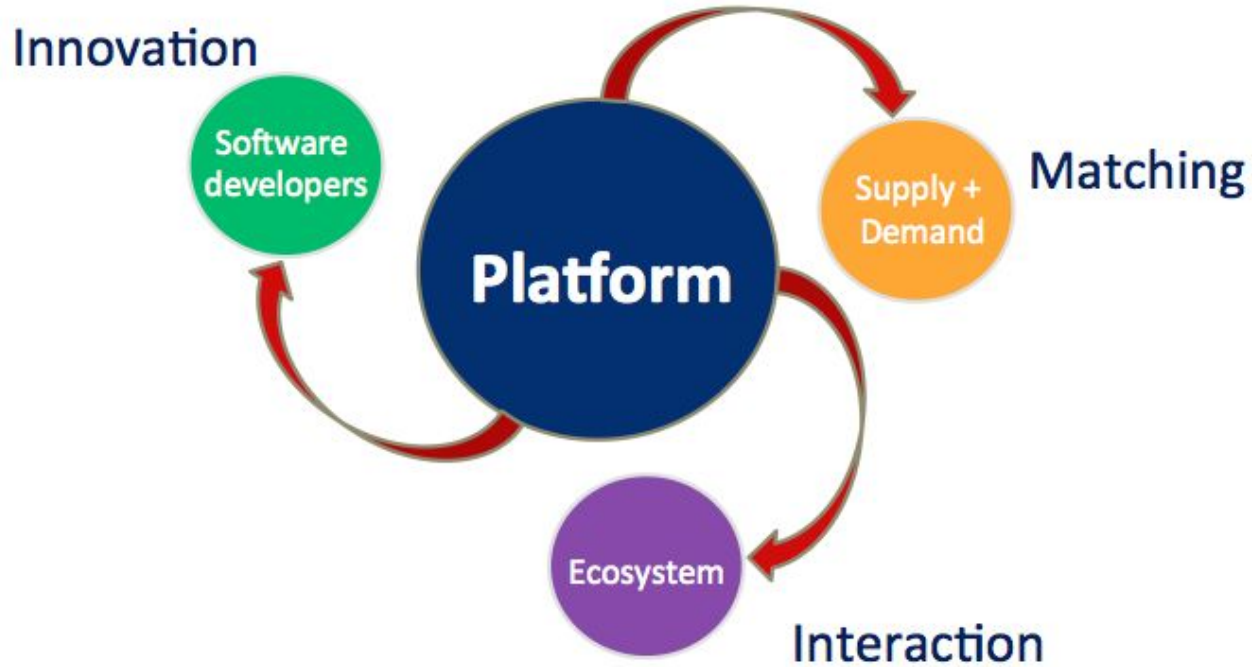 Innovation
Software
developers
Platform
Supply +
Demand
Matching
Ecosystem
Interaction